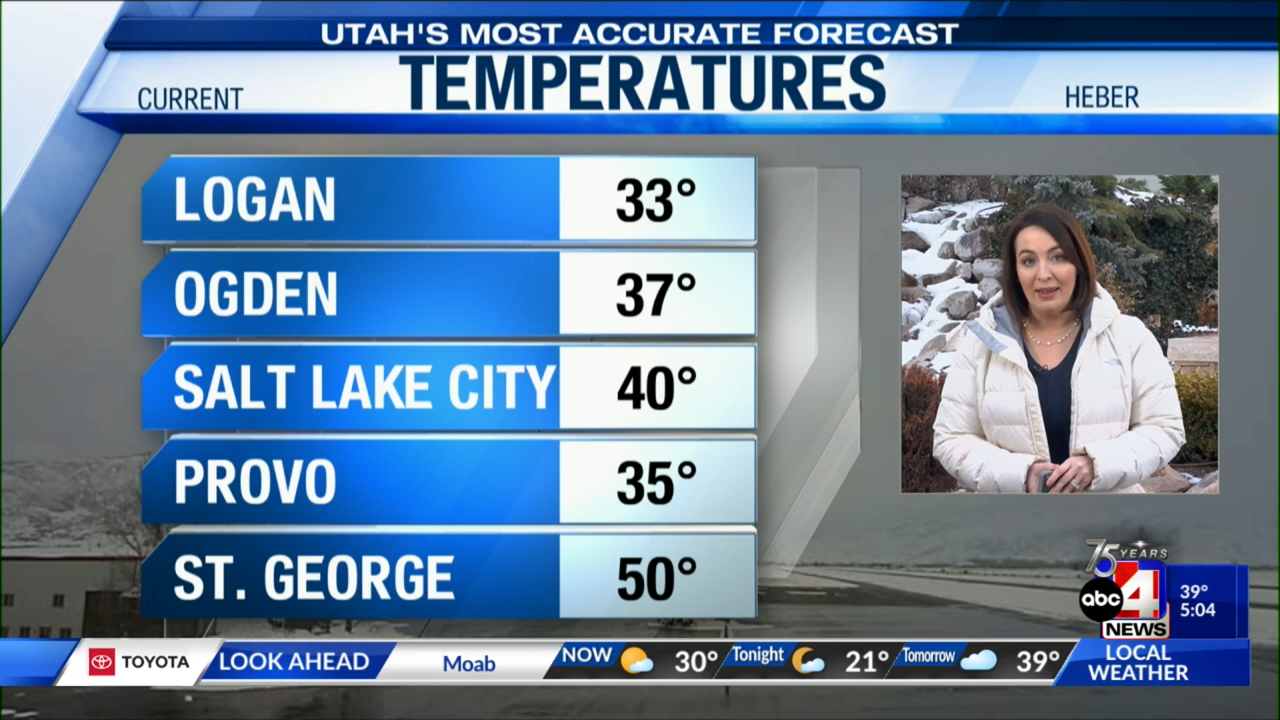 UTAH'S MOST ACCURATE FORECAST
CURRENT
TEMPERATURES
HEBER
LOGAN 33°
OGDEN 37°
SALT LAKE CITY 40°
PROVO 35°
ST. GEORGE 50°
75 YEARS
abc 4
NEWS
39°
5:04
TOYOTA
LOOK AHEAD
Moab
NOW 30°
Tonight 21°
Tomorrow 39°
LOCAL
WEATHER